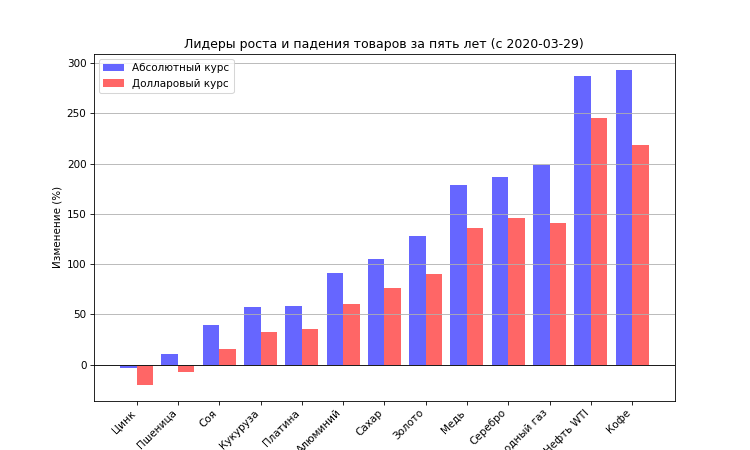 Лидеры роста и падения товаров за пять лет (с 2020-03-29)
Абсолютный курс
Долларовый курс
Изменение (%)
300
250
200
150
100
50
0
Цинк
Пшеница
Соя
Кукуруза
Платина
Алюминий
Сахар
Золото
Медь
Серебро
одный газ
Нефть WTI
Кофе